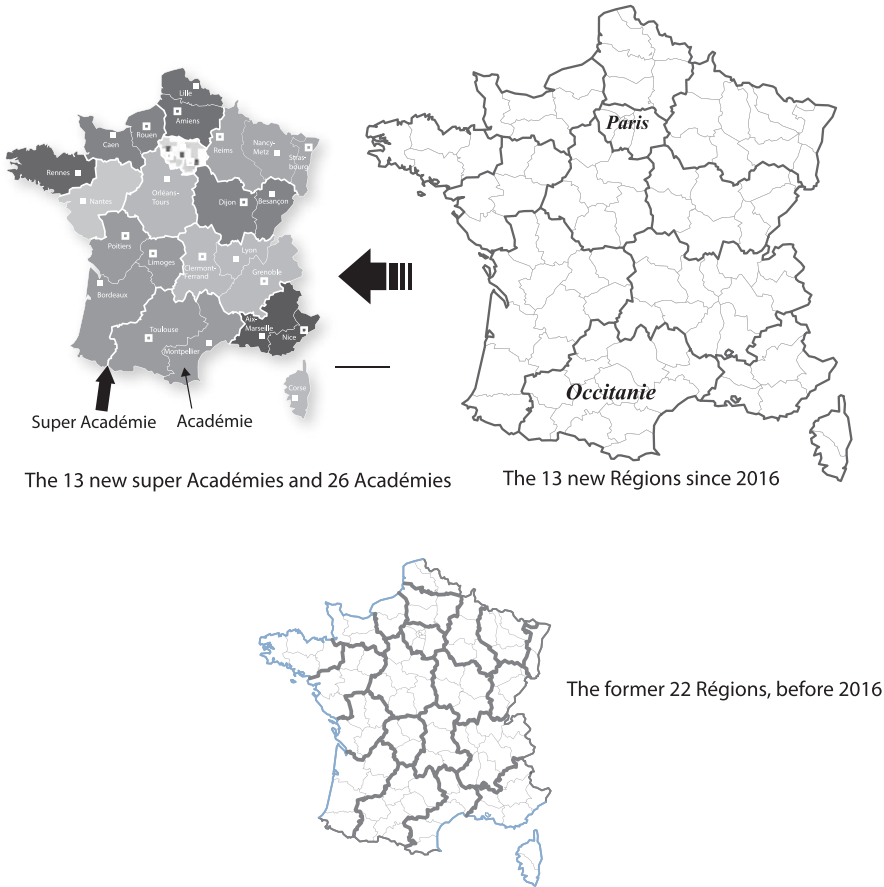 Lille
Amiens
Rouen
Caen
Reims
Nancy-
Metz
Stras-
bourg
Rennes
Nantes
Orléans-
Tours
Dijon
Besançon
Poitiers
Limoges
Clermont-
Ferrand
Lyon
Grenoble
Bordeaux
Toulouse
Montpellier
Aix-
Marseille
Nice
Corse
Super Académie
Académie
The 13 new super Académies and 26 Académies
Paris
Occitanie
The 13 new Régions since 2016
The former 22 Régions, before 2016